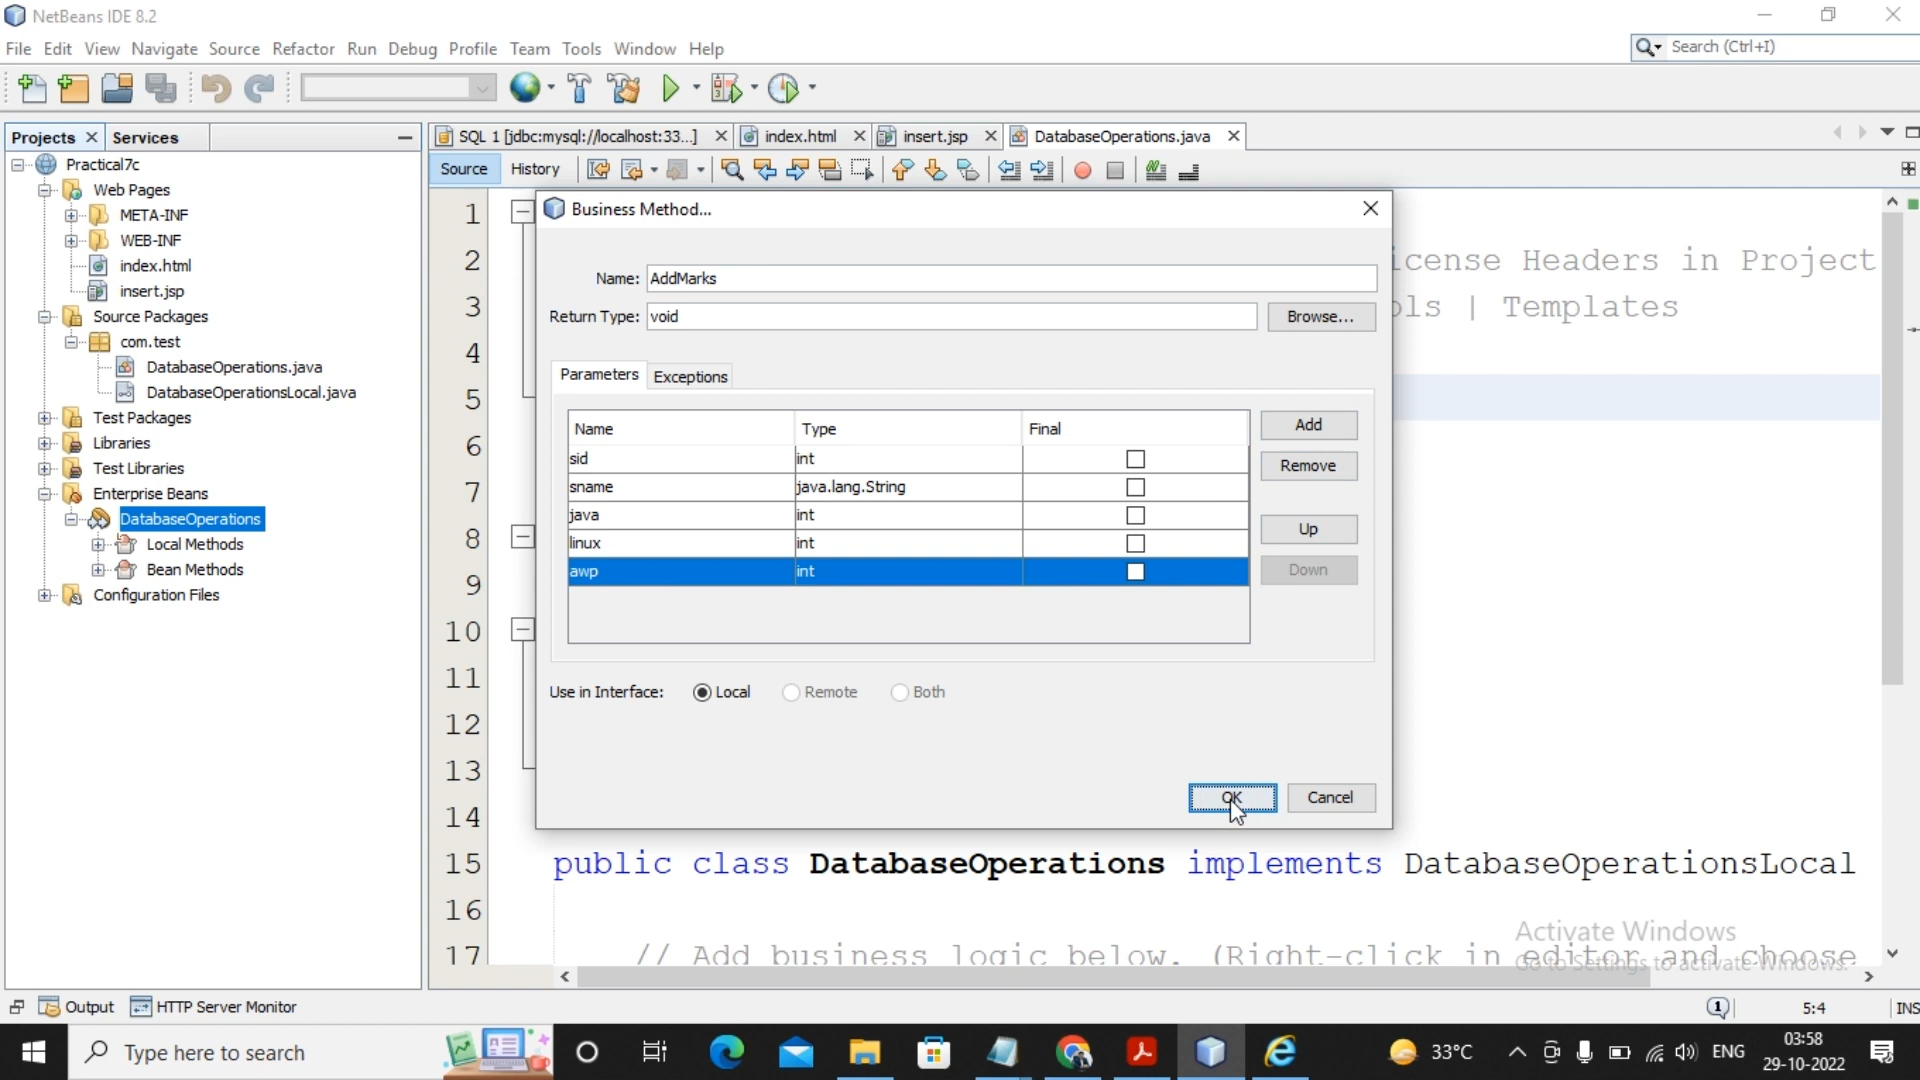 NetBeans IDE 8.2
File Edit View Navigate Source Refactor Run Debug Profile Team Tools Window Help
Search (Ctrl+I)
Projects Services
SQL 1 [jdbc:mysql://localhost:33...] index.html insert.jsp DatabaseOperations.java
Source History
Practical7c
Web Pages
META-INF
WEB-INF
index.html
insert.jsp
Source Packages
com.test
DatabaseOperations.java
DatabaseOperationsLocal.java
Test Packages
Libraries
Test Libraries
Enterprise Beans
DatabaseOperations
Local Methods
Bean Methods
Configuration Files
1
2 icense Headers in Project
3 ols | Templates
4
5
6
7
8
9
10
11
12
13
14
15 public class DatabaseOperations implements DatabaseOperationsLocal
16
17 // Add business logic below. (Right-click in editor and choose
Business Method...
Name: AddMarks
Return Type: void Browse...
Parameters Exceptions
Name Type Final
sid int
sname java.lang.String
java int
linux int
awp int
Add
Remove
Up
Down
Use in Interface: Local Remote Both
OK Cancel
Activate Windows
Go to Settings to activate Windows.
Output HTTP Server Monitor
1 5:4 INS
Type here to search
33°C ENG 03:58
29-10-2022